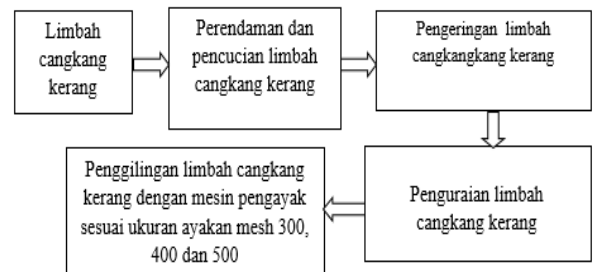 Limbah
cangkang
kerang
Perendaman dan
pencucian limbah
cangkang kerang
Pengeringan limbah
cangkangkang kerang
Penguraian limbah
cangkang kerang
Penggilingan limbah cangkang
kerang dengan mesin pengayak
sesuai ukuran ayakan mesh 300,
400 dan 500